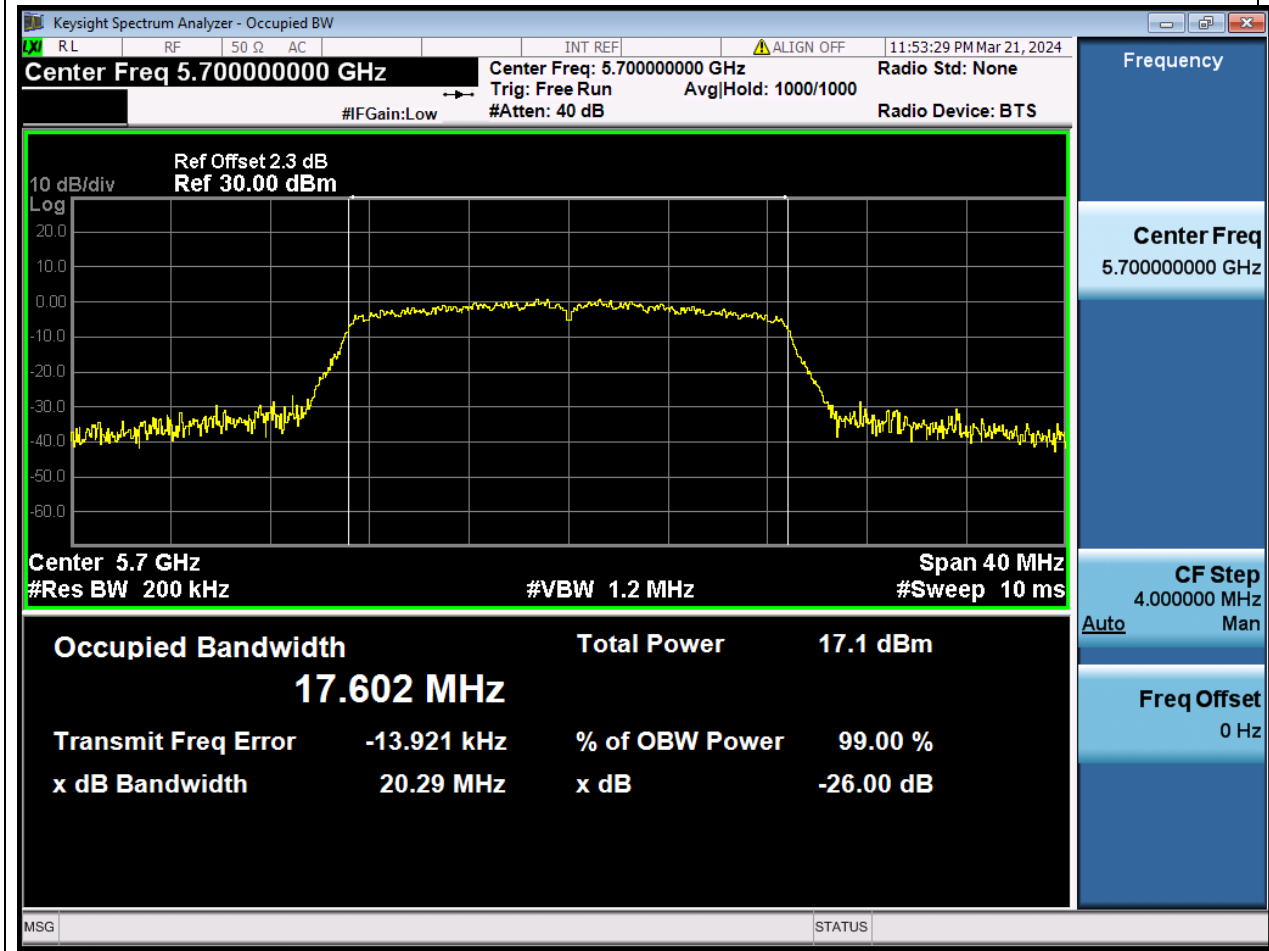 Keysight Spectrum Analyzer - Occupied BW
LXI RL RF 50 Ω AC INT REF ALIGN OFF 11:53:29 PM Mar 21, 2024
Center Freq 5.700000000 GHz Center Freq: 5.700000000 GHz Radio Std: None
Trig: Free Run Avg|Hold: 1000/1000
#IFGain:Low #Atten: 40 dB Radio Device: BTS
Ref Offset 2.3 dB
10 dB/div Ref 30.00 dBm
Log
20.0
10.0
0.00
-10.0
-20.0
-30.0
-40.0
-50.0
-60.0
Center 5.7 GHz Span 40 MHz
#Res BW 200 kHz #VBW 1.2 MHz #Sweep 10 ms
Occupied Bandwidth Total Power 17.1 dBm
17.602 MHz
Transmit Freq Error -13.921 kHz % of OBW Power 99.00 %
x dB Bandwidth 20.29 MHz x dB -26.00 dB
Frequency
Center Freq
5.700000000 GHz
CF Step
4.000000 MHz
Auto Man
Freq Offset
0 Hz
MSG STATUS